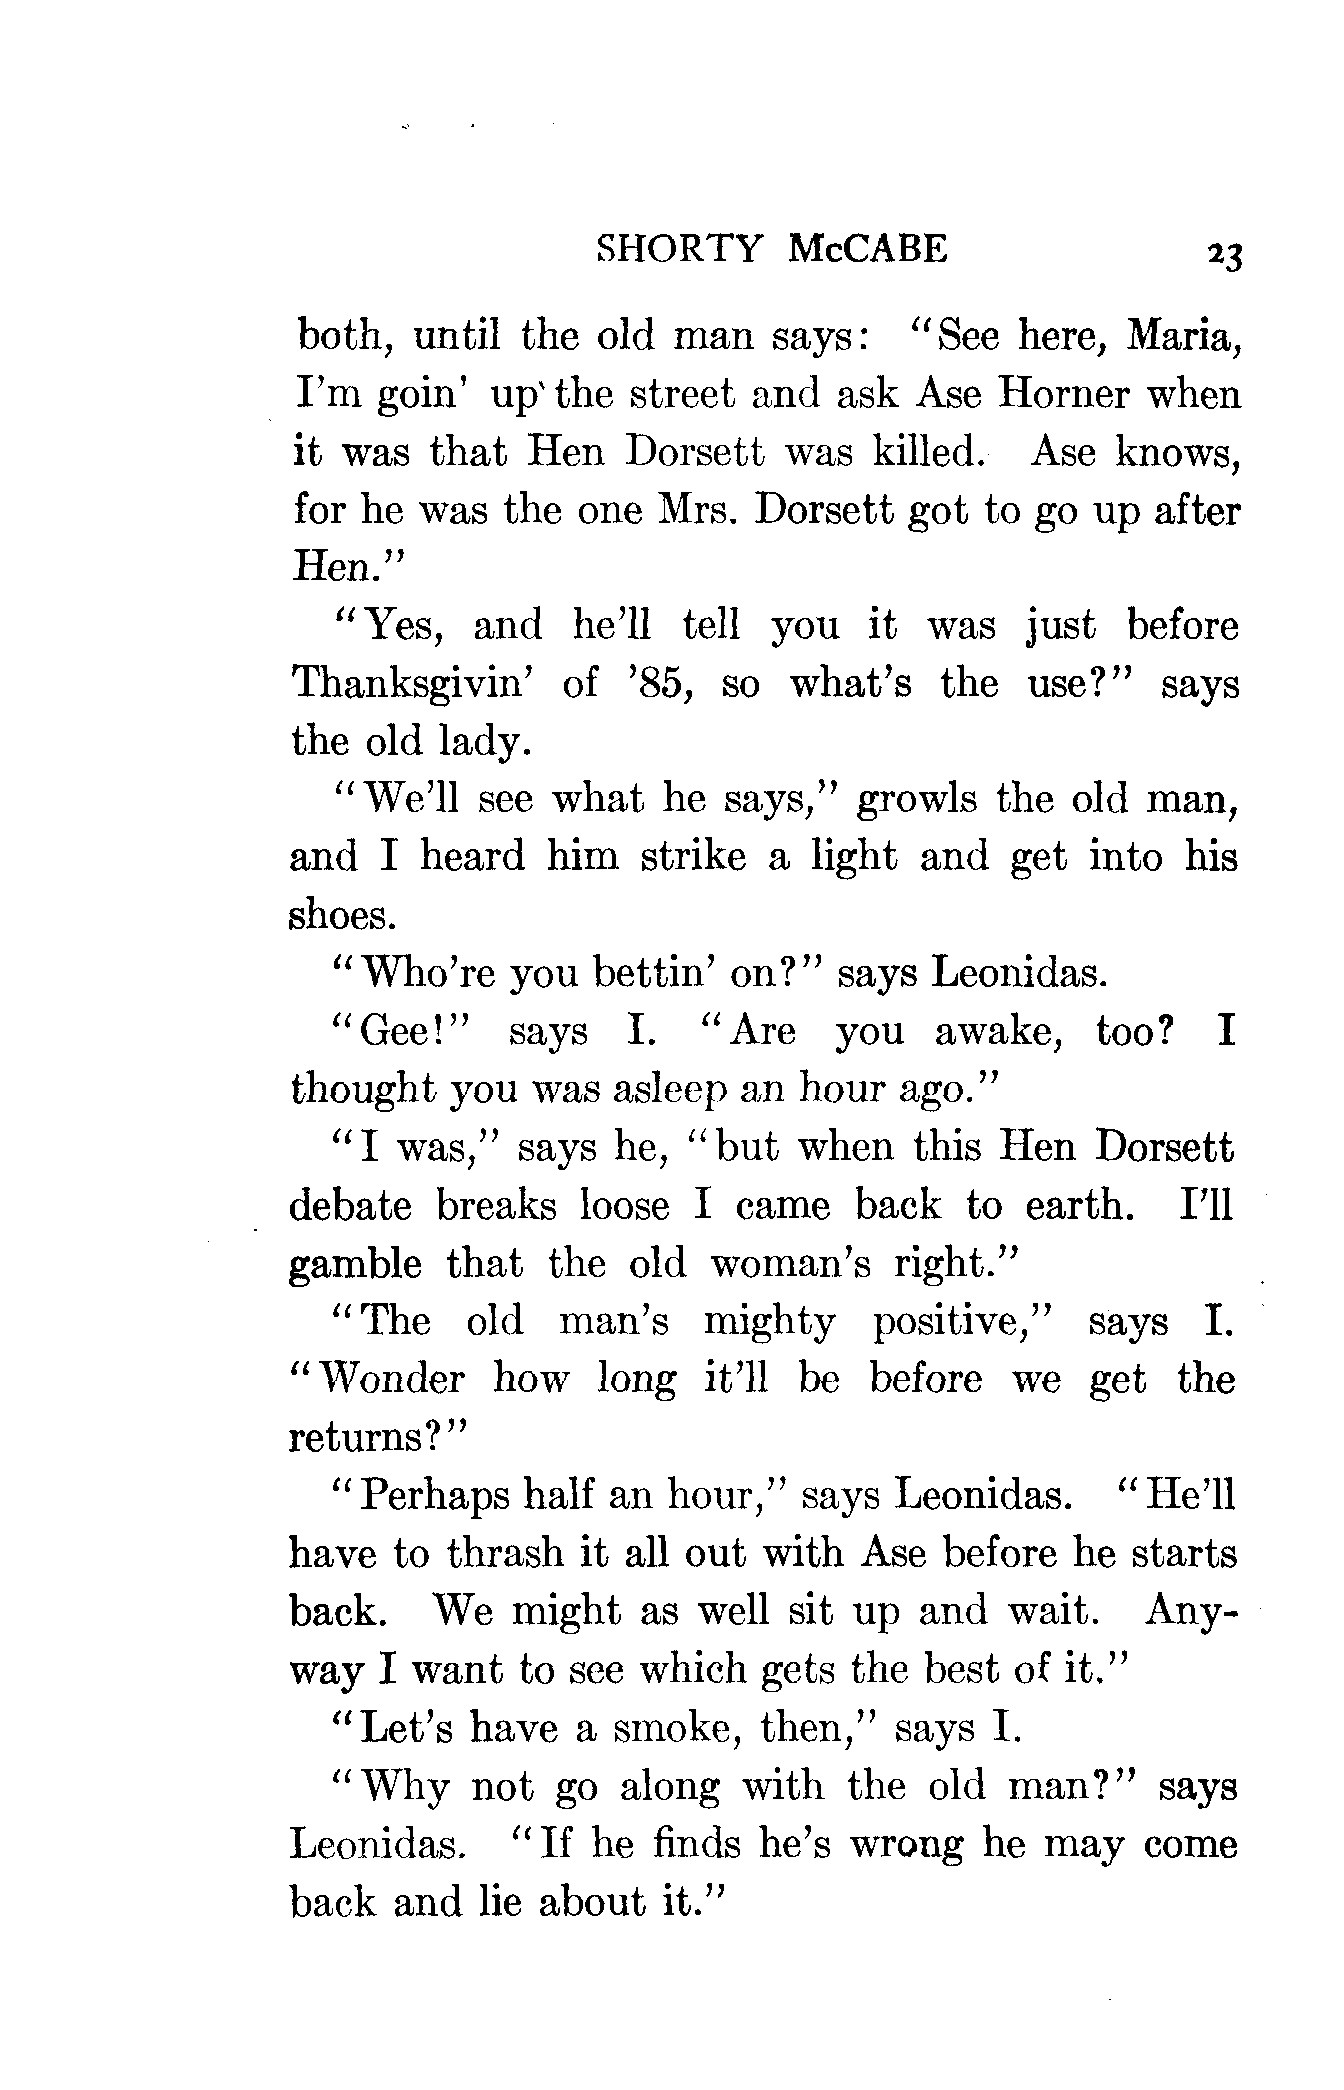 SHORTY McCABE 23
both, until the old man says: "See here, Maria,
I'm goin' up the street and ask Ase Horner when
it was that Hen Dorsett was killed. Ase knows,
for he was the one Mrs. Dorsett got to go up after
Hen."
"Yes, and he'll tell you it was just before
Thanksgivin' of '85, so what's the use?" says
the old lady.
"We'll see what he says," growls the old man,
and I heard him strike a light and get into his
shoes.
"Who're you bettin' on?" says Leonidas.
"Gee!" says I. "Are you awake, too? I
thought you was asleep an hour ago."
"I was," says he, "but when this Hen Dorsett
debate breaks loose I came back to earth. I'll
gamble that the old woman's right."
"The old man's mighty positive," says I.
"Wonder how long it'll be before we get the
returns?"
"Perhaps half an hour," says Leonidas. "He'll
have to thrash it all out with Ase before he starts
back. We might as well sit up and wait. Any-
way I want to see which gets the best of it."
"Let's have a smoke, then," says I.
"Why not go along with the old man?" says
Leonidas. "If he finds he's wrong he may come
back and lie about it."